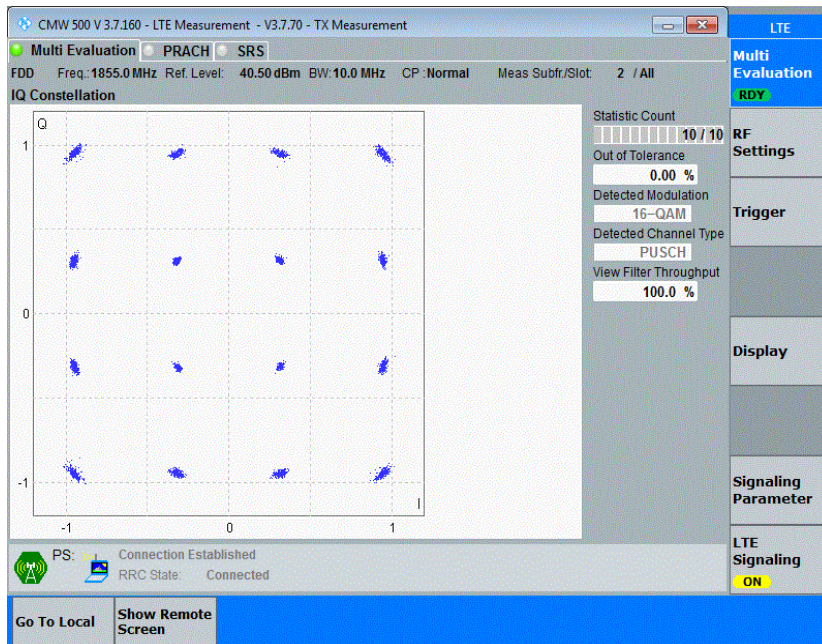 CMW 500 V 3.7.160 - LTE Measurement - V3.7.70 - TX Measurement
LTE
Multi Evaluation PRACH SRS
FDD Freq.: 1855.0 MHz Ref. Level: 40.50 dBm BW: 10.0 MHz CP : Normal Meas Subfr./Slot: 2 / All
IQ Constellation
Q
1
0
-1
-1 0 1
I
Statistic Count
10 / 10
Out of Tolerance
0.00 %
Detected Modulation
16-QAM
Detected Channel Type
PUSCH
View Filter Throughput
100.0 %
Multi
Evaluation
RDY
RF
Settings
Trigger
Display
Signaling
Parameter
LTE
Signaling
ON
PS: Connection Established
RRC State: Connected
Go To Local
Show Remote
Screen